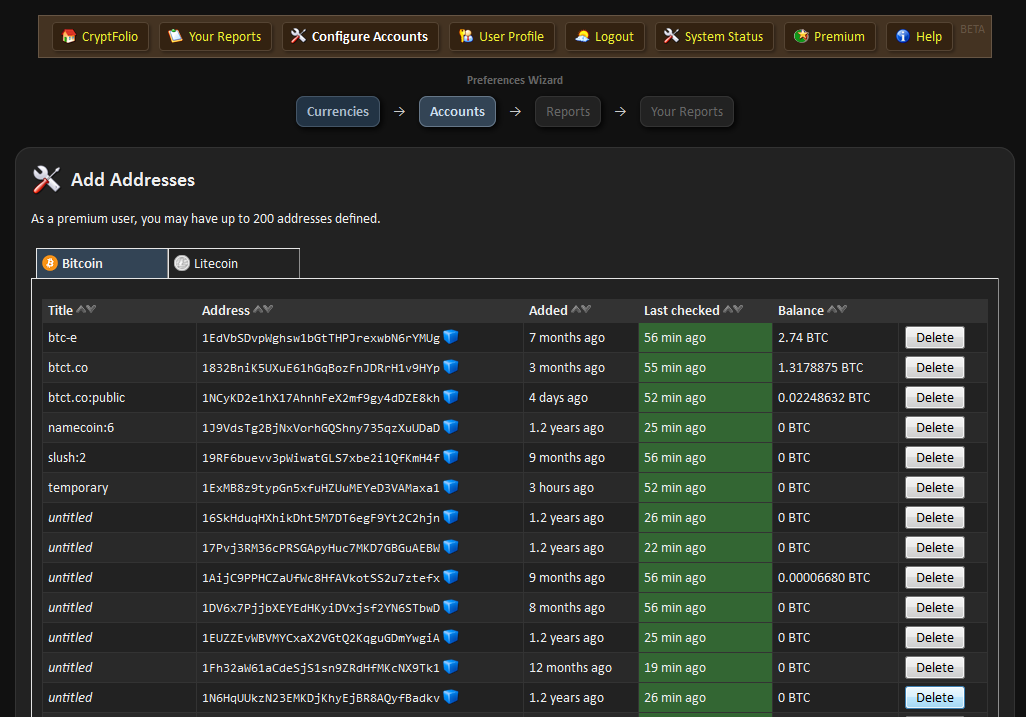 CryptFolio Your Reports Configure Accounts User Profile Logout System Status Premium Help BETA
Preferences Wizard
Currencies → Accounts → Reports → Your Reports
Add Addresses
As a premium user, you may have up to 200 addresses defined.
Bitcoin Litecoin
Title Address Added Last checked Balance
btc-e 1EdVbSDvpWghsw1bGtTHPJrexwbN6rYMUg 7 months ago 56 min ago 2.74 BTC Delete
btct.co 1832BniK5UXuE61hGqBozFnJDRrH1v9HYp 3 months ago 55 min ago 1.3178875 BTC Delete
btct.co:public 1NCyKD2e1hX17AhnhFeX2mf9gy4dDZE8kh 4 days ago 52 min ago 0.02248632 BTC Delete
namecoin:6 1J9VdsTg2BjNxVorhGQShny735qzXuUDaD 1.2 years ago 25 min ago 0 BTC Delete
slush:2 19RF6buevv3pWiwatGLS7xbe2i1QfKmH4f 9 months ago 56 min ago 0 BTC Delete
temporary 1ExMB8z9typGn5xfuHZUuMEYeD3VAMaxa1 3 hours ago 52 min ago 0 BTC Delete
untitled 16SkHduqHXhikDht5M7DT6egF9Yt2C2hjn 1.2 years ago 26 min ago 0 BTC Delete
untitled 17Pvj3RM36cPRSGApyHuc7MKD7GBGuAEBW 1.2 years ago 22 min ago 0 BTC Delete
untitled 1AijC9PPHCZaUfWc8HfAVkotSS2u7ztefx 9 months ago 56 min ago 0.00006680 BTC Delete
untitled 1DV6x7PjjbXEYEdHKyiDVxjsf2YN6STbwD 8 months ago 56 min ago 0 BTC Delete
untitled 1EUZZEvWBVMYCxaX2VGtQ2KqguGDmYwgiA 1.2 years ago 25 min ago 0 BTC Delete
untitled 1Fh32aW61aCdeSjS1sn9ZRdHfMKcNX9Tk1 12 months ago 19 min ago 0 BTC Delete
untitled 1N6HqUUkzN23EMKDjKhyEjBR8AQyfBadkv 1.2 years ago 26 min ago 0 BTC Delete